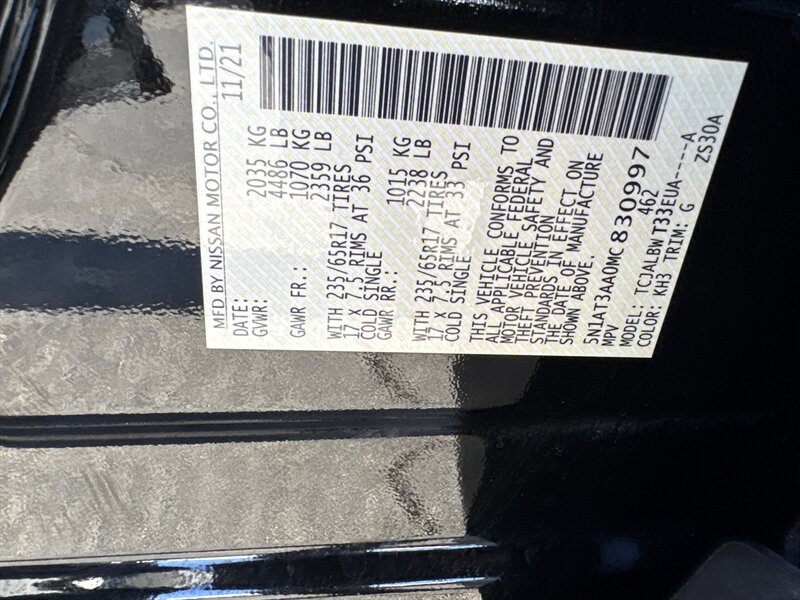 MFD BY NISSAN MOTOR CO., LTD.
DATE: 11/21
GVWR: 2035 KG
4486 LB
GAWR FR.: 1070 KG
2359 LB
WITH 235/65R17 TIRES
17 x 7.5 RIMS AT 36 PSI
COLD SINGLE
GAWR RR.: 1015 KG
2238 LB
WITH 235/65R17 TIRES
17 x 7.5 RIMS AT 33 PSI
COLD SINGLE
THIS VEHICLE CONFORMS TO
ALL APPLICABLE FEDERAL
MOTOR VEHICLE SAFETY AND
THEFT PREVENTION
STANDARDS IN EFFECT ON
THE DATE OF MANUFACTURE
SHOWN ABOVE.
5N1AT3AA0MC830997
MPV 462
MODEL: TCJALBWT33EUA----A
COLOR: KH3 TRIM: G ZS30A